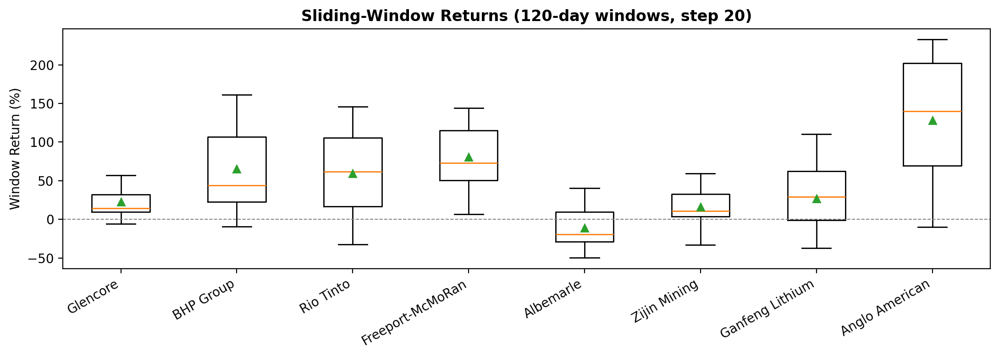 Sliding-Window Returns (120-day windows, step 20)
Window Return (%)
200
150
100
50
0
−50
Glencore
BHP Group
Rio Tinto
Freeport-McMoRan
Albemarle
Zijin Mining
Ganfeng Lithium
Anglo American